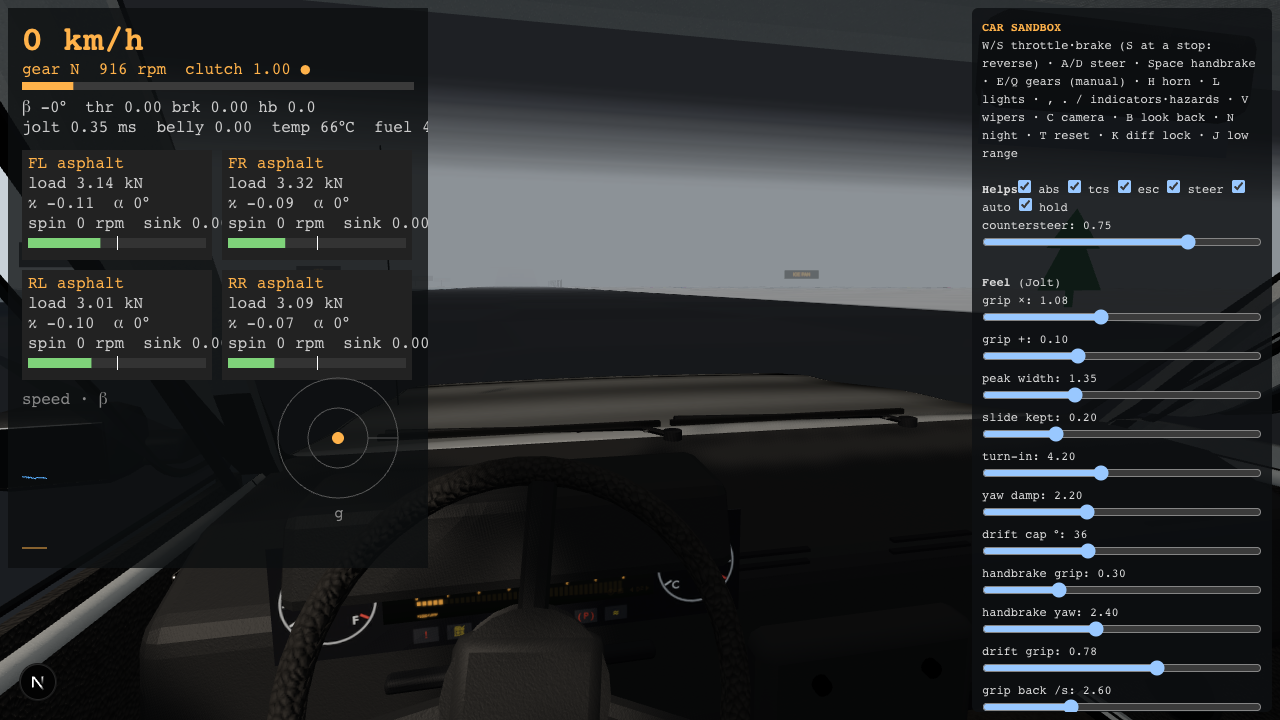 0 km/h
gear N 916 rpm clutch 1.00
β -0° thr 0.00 brk 0.00 hb 0.0
jolt 0.35 ms belly 0.00 temp 66°C fuel 4
FL asphalt
load 3.14 kN
ϰ -0.11 α 0°
spin 0 rpm sink 0.0
FR asphalt
load 3.32 kN
ϰ -0.09 α 0°
spin 0 rpm sink 0.00
RL asphalt
load 3.01 kN
ϰ -0.10 α 0°
spin 0 rpm sink 0.0
RR asphalt
load 3.09 kN
ϰ -0.07 α 0°
spin 0 rpm sink 0.00
speed · β
g
F
C
!
(!)
N
CAR SANDBOX
W/S throttle·brake (S at a stop:
reverse) · A/D steer · Space handbrake
· E/Q gears (manual) · H horn · L
lights · , . / indicators·hazards · V
wipers · C camera · B look back · N
night · T reset · K diff lock · J low
range
Helps abs tcs esc steer
auto hold
countersteer: 0.75
Feel (Jolt)
grip ×: 1.08
grip +: 0.10
peak width: 1.35
slide kept: 0.20
turn-in: 4.20
yaw damp: 2.20
drift cap °: 36
handbrake grip: 0.30
handbrake yaw: 2.40
drift grip: 0.78
grip back /s: 2.60